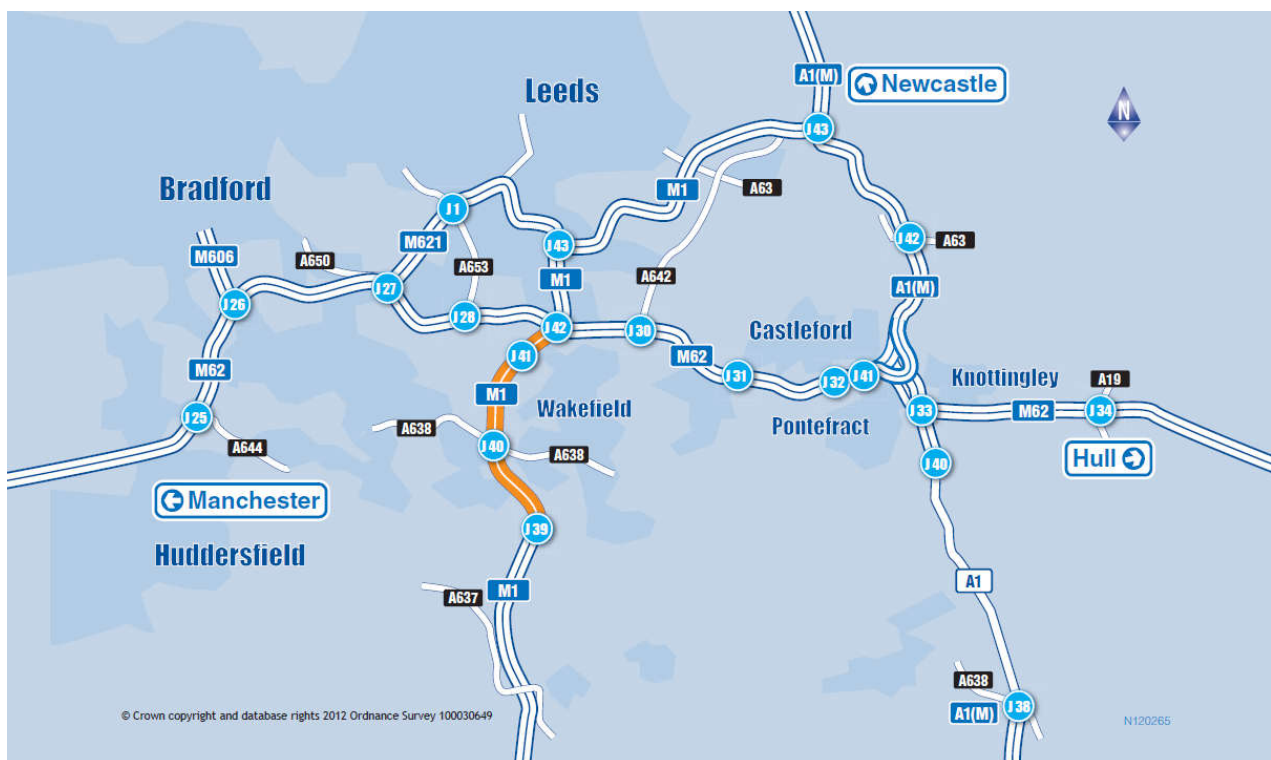 A1(M)
Newcastle
N
Leeds
J43
Bradford
M1
A63
J1
M606
M621
J43
J42
A63
A650
A653
M1
A642
A1(M)
J26
J27
J28
J42
J30
Castleford
M62
J41
M62
J31
J32
J41
Knottingley
A19
M1
Wakefield
J25
A638
Pontefract
J33
M62
J34
A644
J40
A638
J40
Hull
Manchester
J39
Huddersfield
A637
M1
A1
A638
J38
A1(M)
© Crown copyright and database rights 2012 Ordnance Survey 100030649
N120265